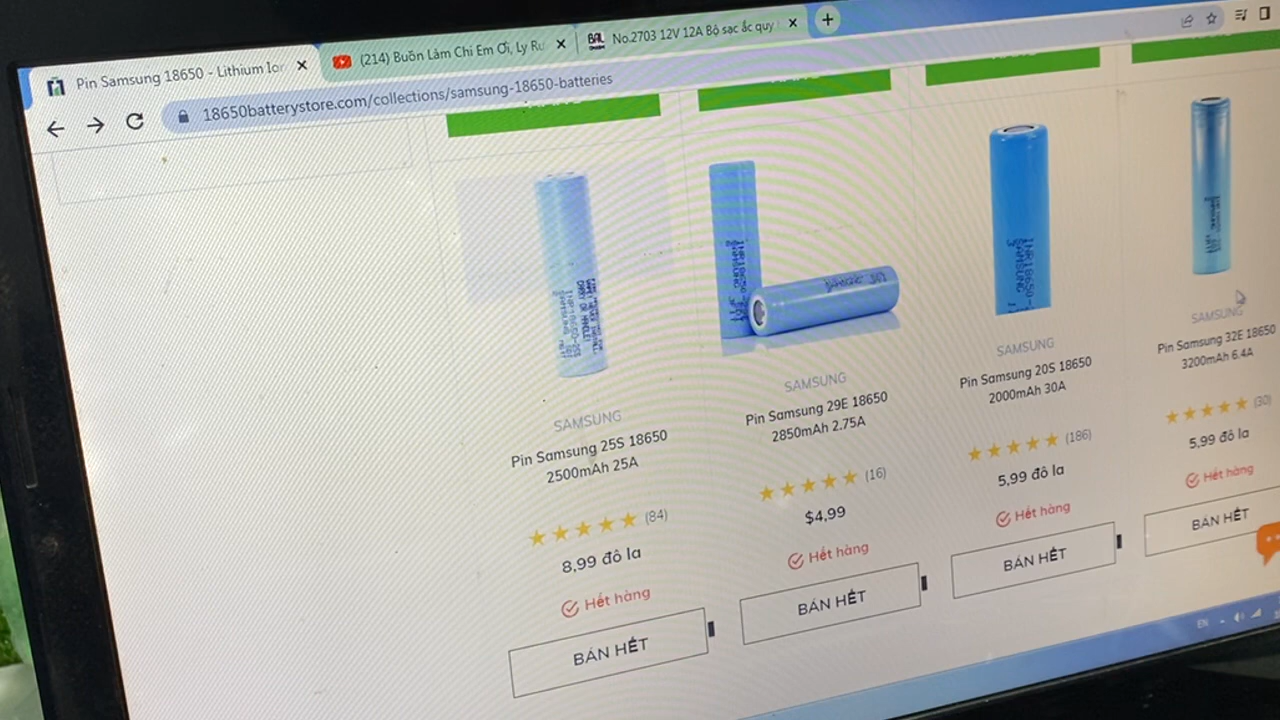 Pin Samsung 18650 - Lithium Ion
(214) Buồn Làm Chi Em Ơi, Ly Rư
BAL
No.2703 12V 12A Bộ sạc ắc quy
18650batterystore.com/collections/samsung-18650-batteries
SAMSUNG
Pin Samsung 25S 18650
2500mAh 25A
(84)
8,99 đô la
Hết hàng
BÁN HẾT
SAMSUNG
Pin Samsung 29E 18650
2850mAh 2.75A
(16)
$4,99
Hết hàng
BÁN HẾT
INR18650-
SAMSUNG
SAMSUNG
Pin Samsung 20S 18650
2000mAh 30A
(186)
5,99 đô la
Hết hàng
BÁN HẾT
SAMSUNG
Pin Samsung 32E 18650
3200mAh 6.4A
(30)
5,99 đô la
Hết hàng
BÁN HẾT
EN